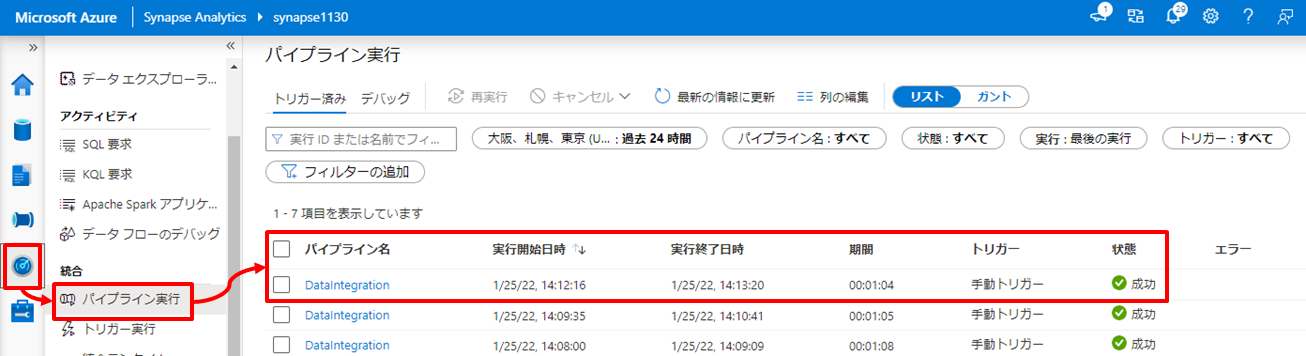 Microsoft Azure Synapse Analytics synapse1130 1 29
パイプライン実行
データ エクスプローラ...
トリガー済み デバッグ 再実行 キャンセル 最新の情報に更新 列の編集 リスト ガント
アクティビティ
SQL 要求
実行 ID または名前でフィ... 大阪、札幌、東京 (U... : 過去 24 時間 パイプライン名 : すべて 状態 : すべて 実行 : 最後の実行 トリガー : すべて
KQL 要求
フィルターの追加
Apache Spark アプリケ...
1 - 7 項目を表示しています
データ フローのデバッグ
統合
パイプライン実行
トリガー実行
パイプライン名 実行開始日時 実行終了日時 期間 トリガー 状態 エラー
DataIntegration 1/25/22, 14:12:16 1/25/22, 14:13:20 00:01:04 手動トリガー 成功
DataIntegration 1/25/22, 14:09:35 1/25/22, 14:10:41 00:01:05 手動トリガー 成功
DataIntegration 1/25/22, 14:08:00 1/25/22, 14:09:09 00:01:08 手動トリガー 成功